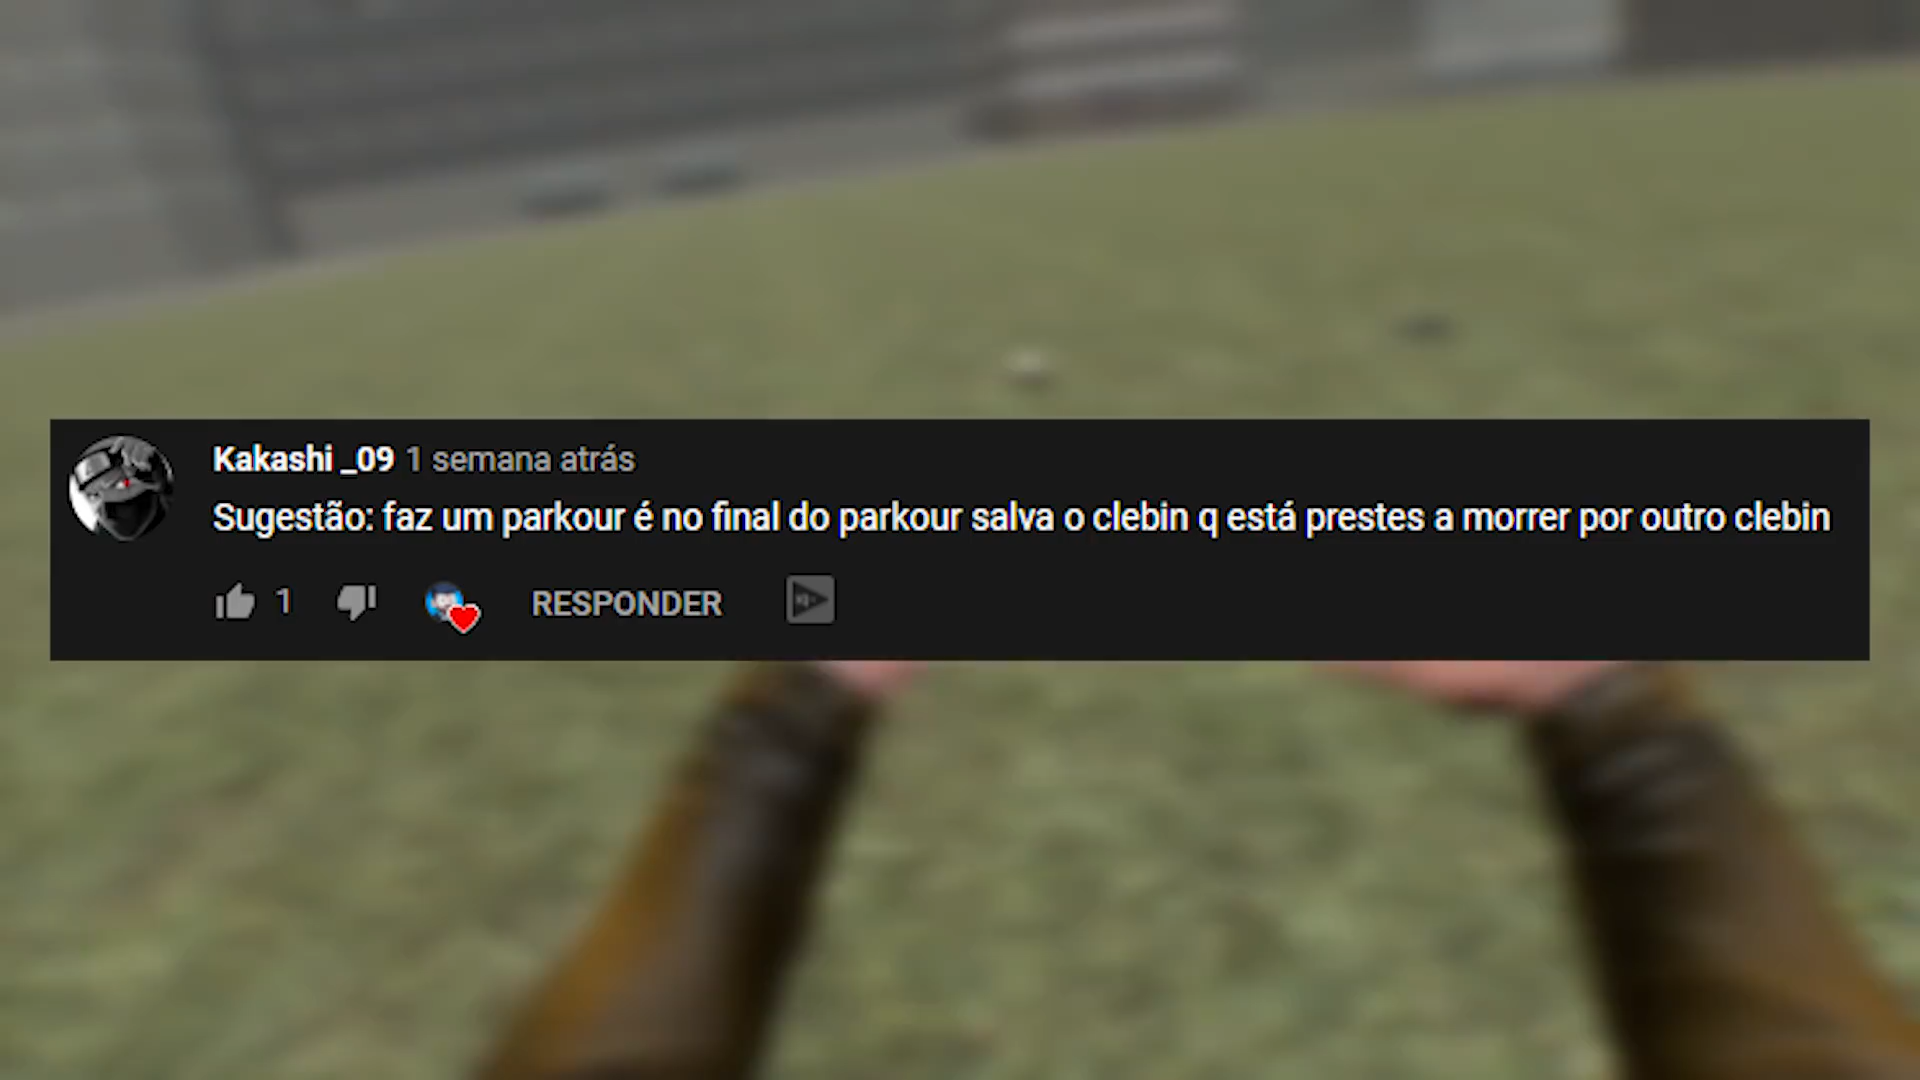 Kakashi _09 1 semana atrás
Sugestão: faz um parkour é no final do parkour salva o clebin q está prestes a morrer por outro clebin
1 RESPONDER